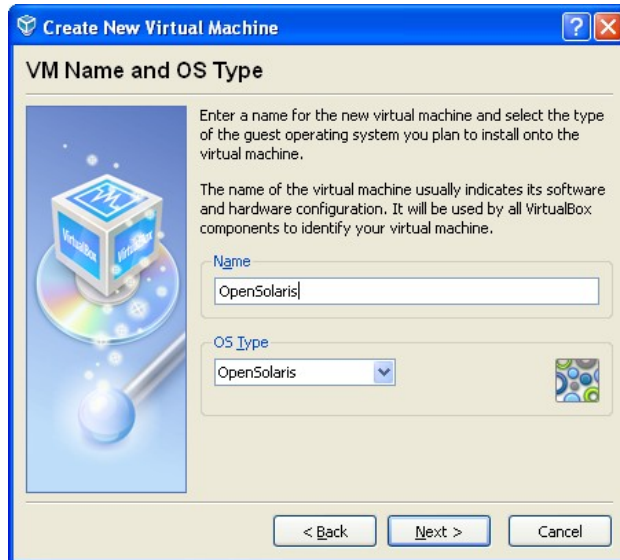 Create New Virtual Machine
VM Name and OS Type
Enter a name for the new virtual machine and select the type
of the guest operating system you plan to install onto the
virtual machine.
The name of the virtual machine usually indicates its software
and hardware configuration. It will be used by all VirtualBox
components to identify your virtual machine.
VirtualBox
VirtualBox
Name
OpenSolaris
OS Type
OpenSolaris
< Back
Next >
Cancel